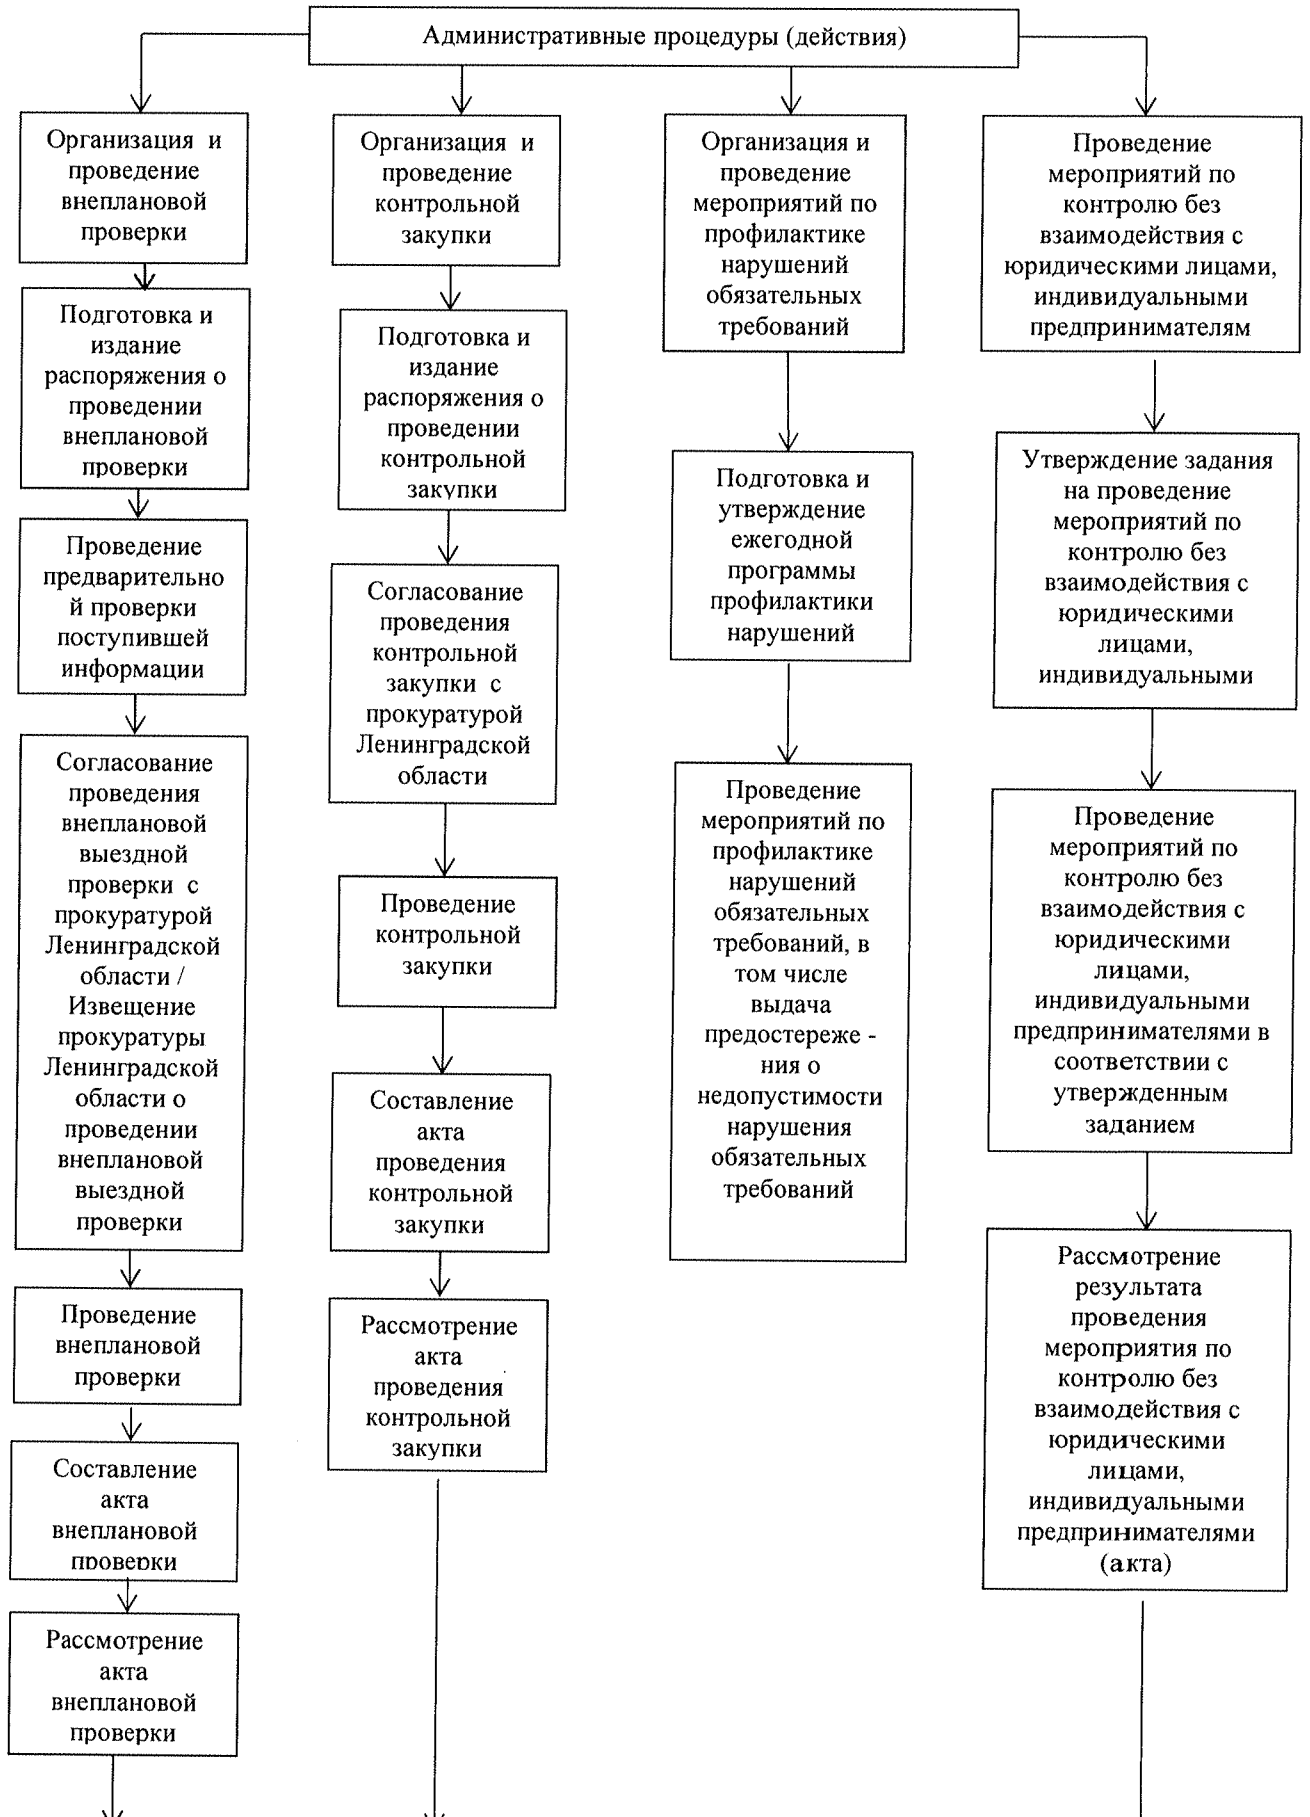 Административные процедуры (действия)
Организация и
проведение
внеплановой
проверки
Подготовка и
издание
распоряжения о
проведении
внеплановой
проверки
Проведение
предварительно
й проверки
поступившей
информации
Согласование
проведения
внеплановой
выездной
проверки с
прокуратурой
Ленинградской
области /
Извещение
прокуратуры
Ленинградской
области о
проведении
внеплановой
выездной
проверки
Проведение
внеплановой
проверки
Составление
акта
внеплановой
проверки
Рассмотрение
акта
внеплановой
проверки
Организация и
проведение
контрольной
закупки
Подготовка и
издание
распоряжения о
проведении
контрольной
закупки
Согласование
проведения
контрольной
закупки с
прокуратурой
Ленинградской
области
Проведение
контрольной
закупки
Составление
акта
проведения
контрольной
закупки
Рассмотрение
акта
проведения
контрольной
закупки
Организация и
проведение
мероприятий по
профилактике
нарушений
обязательных
требований
Подготовка и
утверждение
ежегодной
программы
профилактики
нарушений
Проведение
мероприятий по
профилактике
нарушений
обязательных
требований, в
том числе
выдача
предостереже -
ния о
недопустимости
нарушения
обязательных
требований
Проведение
мероприятий по
контролю без
взаимодействия с
юридическими лицами,
индивидуальными
предпринимателям
Утверждение задания
на проведение
мероприятий по
контролю без
взаимодействия с
юридическими
лицами,
индивидуальными
Проведение
мероприятий по
контролю без
взаимодействия с
юридическими
лицами,
индивидуальными
предпринимателями в
соответствии с
утвержденным
заданием
Рассмотрение
результата
проведения
мероприятия по
контролю без
взаимодействия с
юридическими
лицами,
индивидуальными
предпринимателями
(акта)